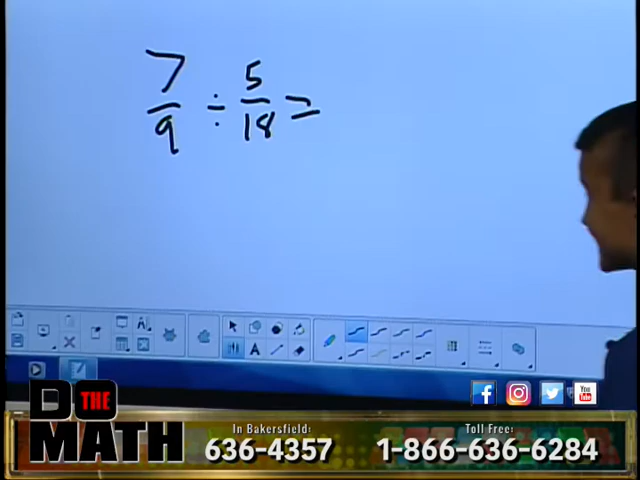 7/9 ÷ 5/18 =
DO THE MATH
In Bakersfield:
636-4357
Toll Free:
1-866-636-6284